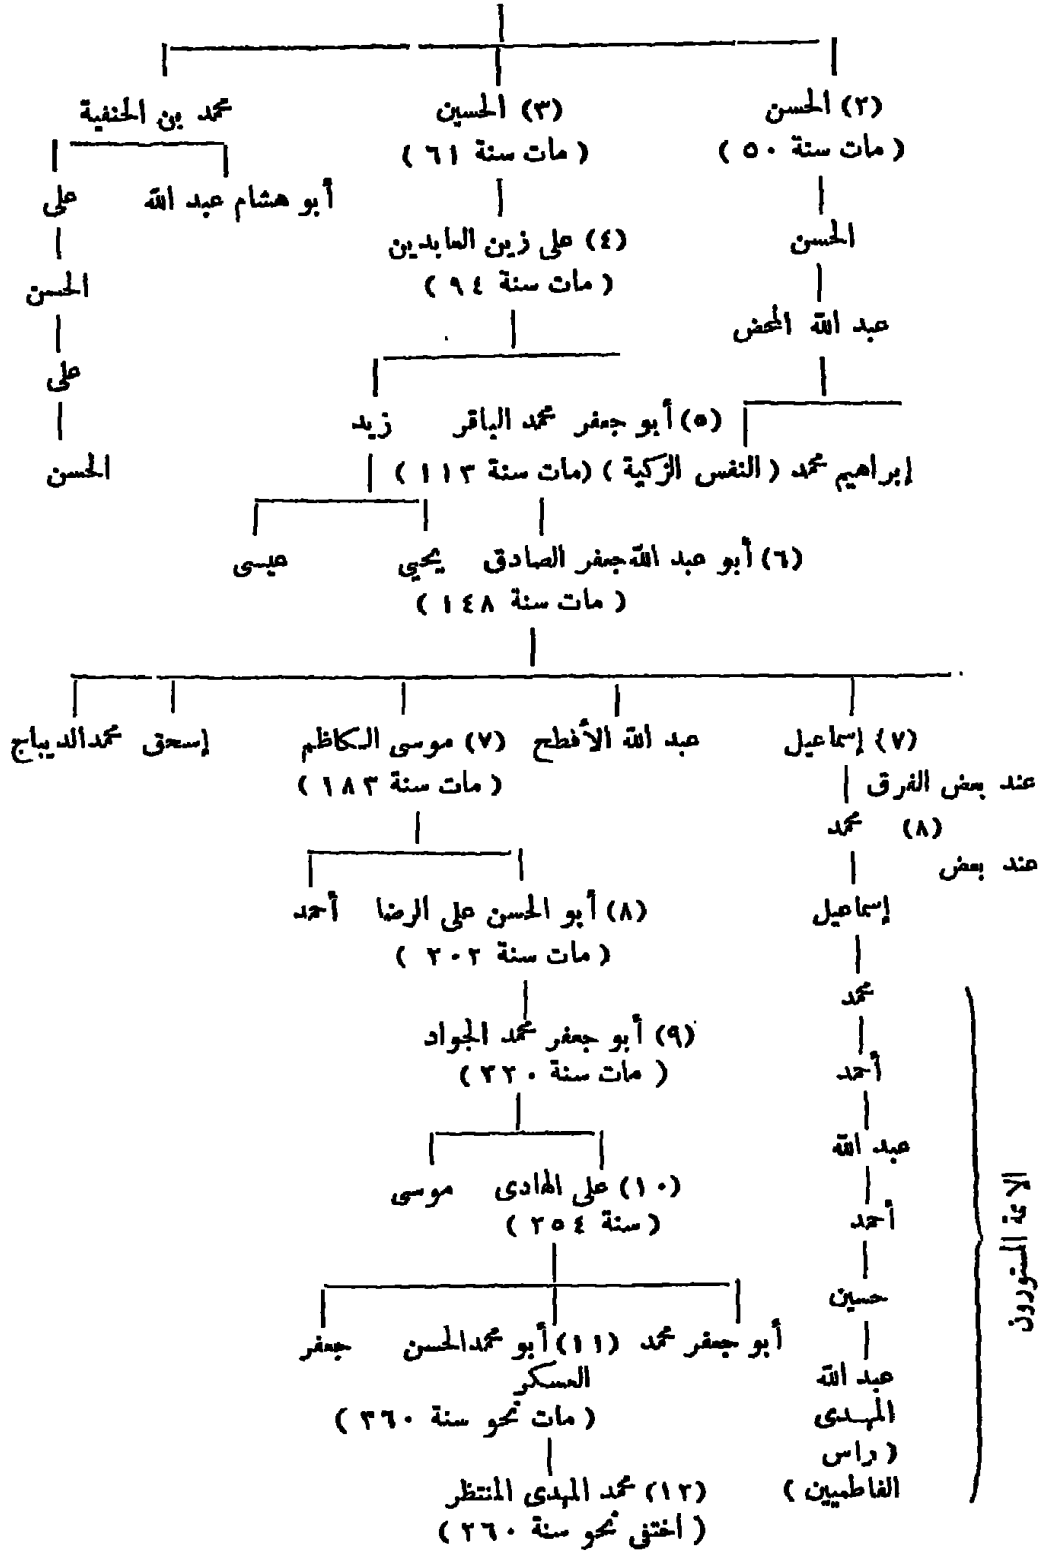 (٢) الحسن (٣) الحسين محمد بن الحنفية
( مات سنة ٥٠ ) ( مات سنة ٦١ )
أبو هشام عبد الله على
الحسن (٤) على زين العابدين
( مات سنة ٩٤ ) الحسن
عبد الله المحض
على
(٥) أبو جعفر محمد الباقر زيد
إبراهيم محمد ( النفس الزكية ) (مات سنة ١١٣ ) الحسن
(٦) أبو عبد الله جعفر الصادق يحيى عيسى
( مات سنة ١٤٨ )
(٧) إسماعيل عبد الله الأفطح (٧) موسى الكاظم إسحق محمد الديباج
عند بعض الفرق ( مات سنة ١٨٣ )
(٨) محمد
عند بعض
إسماعيل (٨) أبو الحسن على الرضا أحمد
( مات سنة ٢٠٢ )
محمد
(٩) أبو جعفر محمد الجواد
أحمد ( مات سنة ٢٢٠ )
عبد الله
(١٠) على الهادى موسى
أحمد ( سنة ٢٥٤ )
الائمة المستورون
حسين
أبو جعفر محمد (١١) أبو محمد الحسن جعفر
عبد الله العسكر
المهدى ( مات نحو سنة ٢٦٠ )
( راس
الفاطميين ) (١٢) محمد المهدى المنتظر
( اختفى نحو سنة ٢٦٠ )